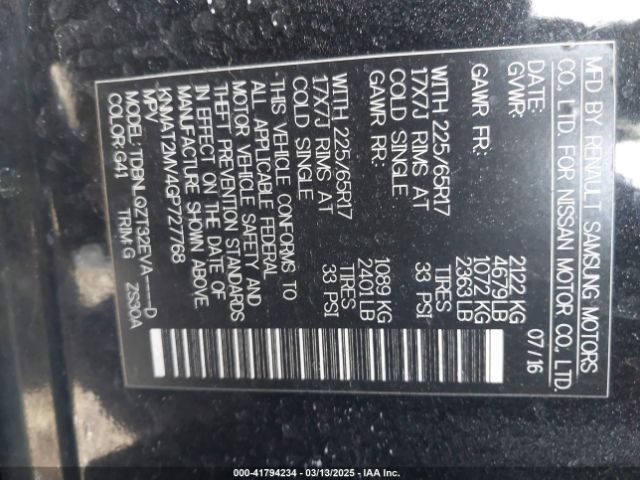 MFD BY RENAULT SAMSUNG MOTORS
CO., LTD. FOR NISSAN MOTOR CO., LTD.
DATE: 07/16
GVWR: 2122 KG
4679 LB
GAWR FR: 1072 KG
2363 LB
WITH 225/65R17 TIRES
17X7J RIMS AT 33 PSI
COLD SINGLE
GAWR RR: 1089 KG
2401 LB
WITH 225/65R17 TIRES
17X7J RIMS AT 33 PSI
COLD SINGLE
THIS VEHICLE CONFORMS TO
ALL APPLICABLE FEDERAL
MOTOR VEHICLE SAFETY AND
THEFT PREVENTION STANDARDS
IN EFFECT ON THE DATE OF
MANUFACTURE SHOWN ABOVE.
KNMAT2MV4GP727768
MPV
MODEL: TDBNLQZT32EVA-----D
COLOR: G41 TRIM: G ZS30A
000-41794234 - 03/13/2025 - IAA Inc.